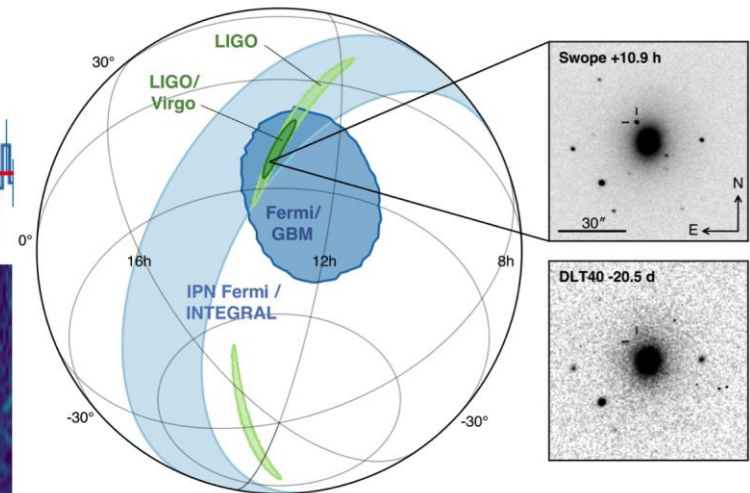 LIGO
30°
LIGO/
Virgo
Fermi/
GBM
0°
16h
12h
8h
IPN Fermi /
INTEGRAL
-30°
-30°
Swope +10.9 h
N
30″
E
DLT40 -20.5 d